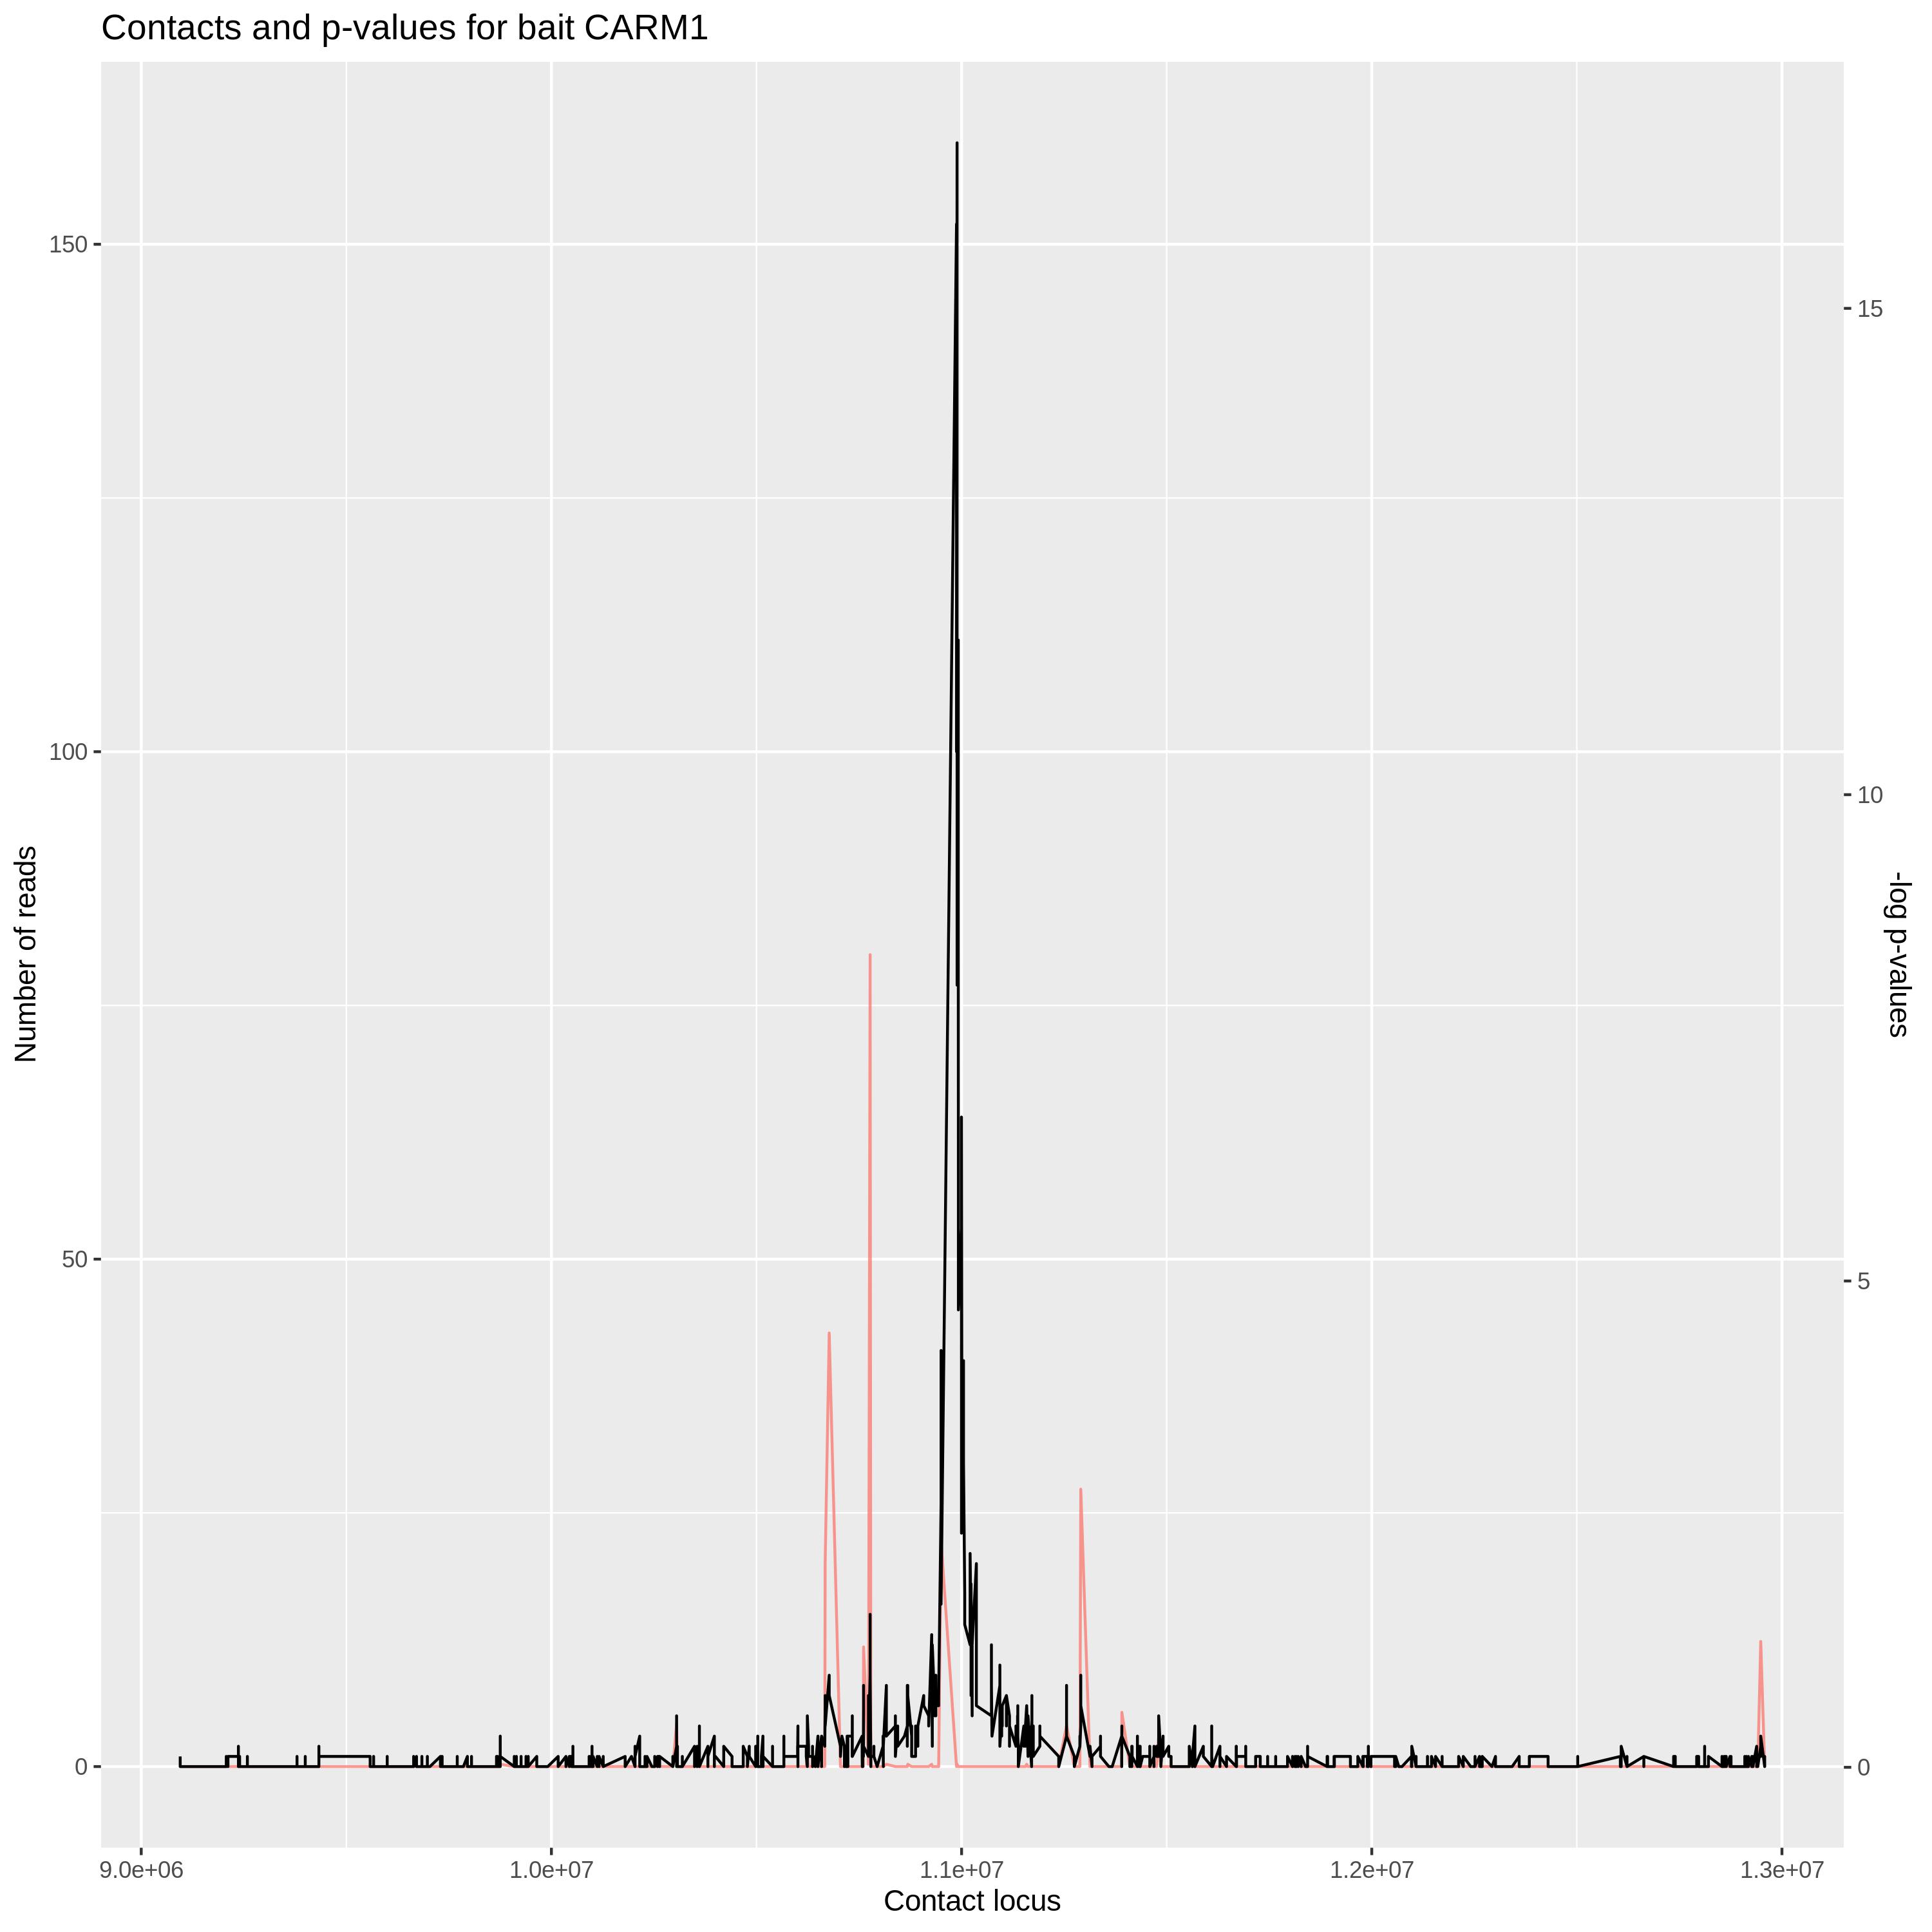 Contacts and p-values for bait CARM1
150
100
50
0
Number of reads
15
10
5
0
-log p-values
9.0e+06
1.0e+07
1.1e+07
1.2e+07
1.3e+07
Contact locus